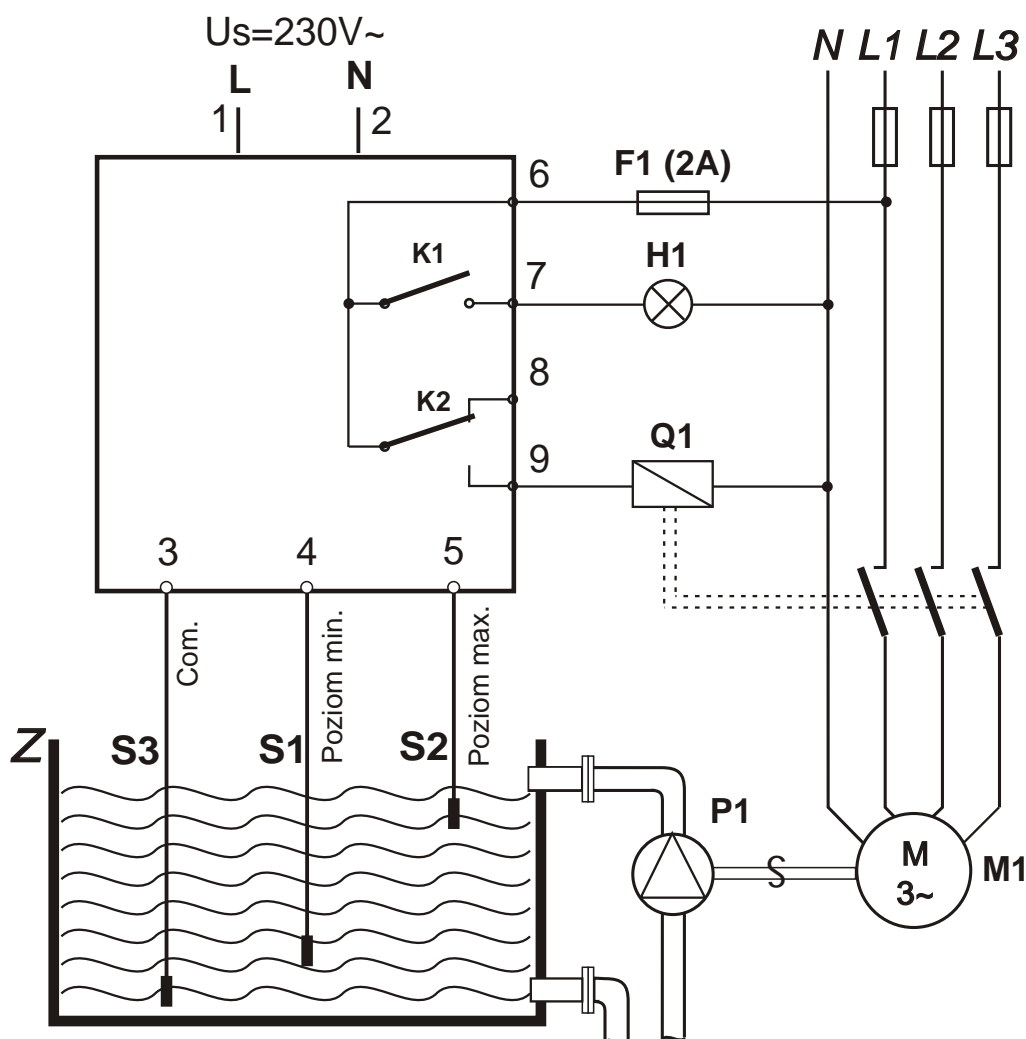 Us=230V~
L N
1 2
N L1 L2 L3
6
F1 (2A)
K1
7
H1
8
K2
9
Q1
3 4 5
Com.
Poziom min.
Poziom max.
Z S3 S1 S2
P1
M
3~
M1